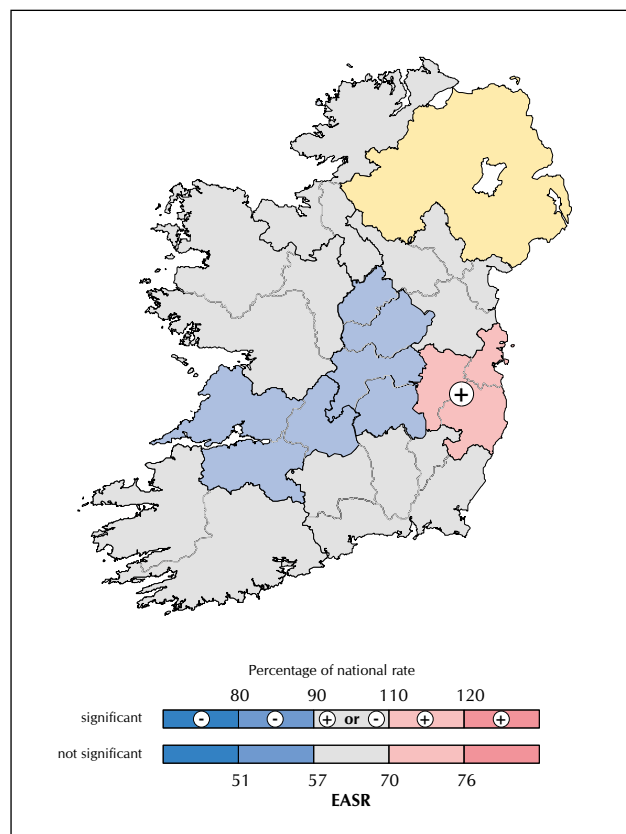 +
Percentage of national rate
80 90 110 120
significant - - + or - + +
not significant
51 57 70 76
EASR